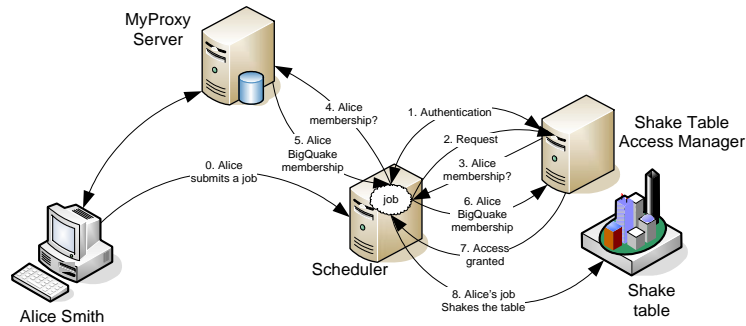 MyProxy
Server
4. Alice
membership?
1. Authentication
5. Alice
BigQuake
membership
2. Request
Shake Table
Access Manager
3. Alice
membership?
0. Alice
submits a job
job
6. Alice
BigQuake
membership
7. Access
granted
Scheduler
8. Alice's job
Shakes the table
Shake
table
Alice Smith